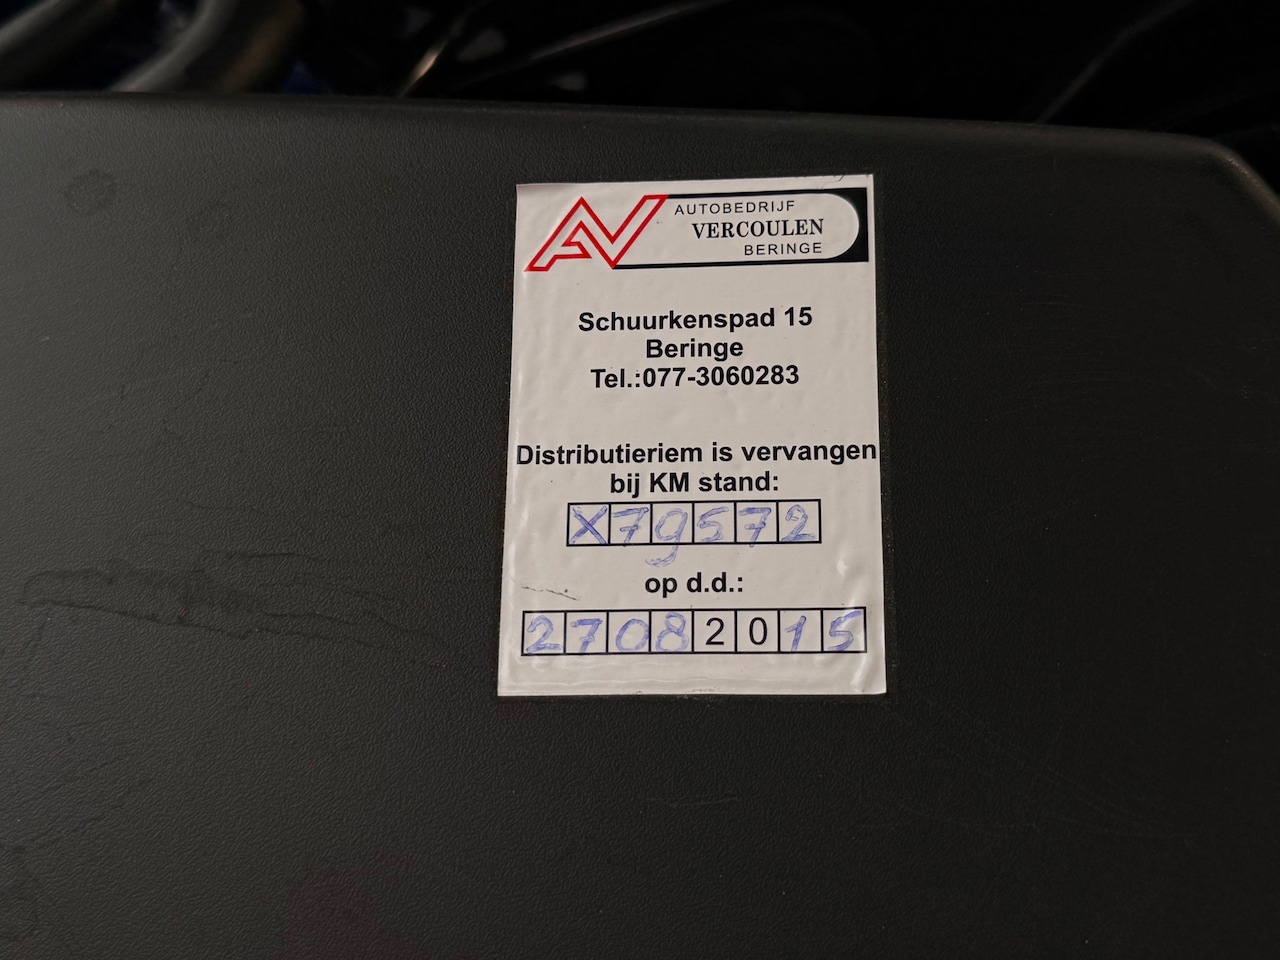 AV
AUTOBEDRIJF
VERCOULEN
BERINGE
Schuurkenspad 15
Beringe
Tel.:077-3060283
Distributieriem is vervangen
bij KM stand:
X79572
op d.d.:
27082015